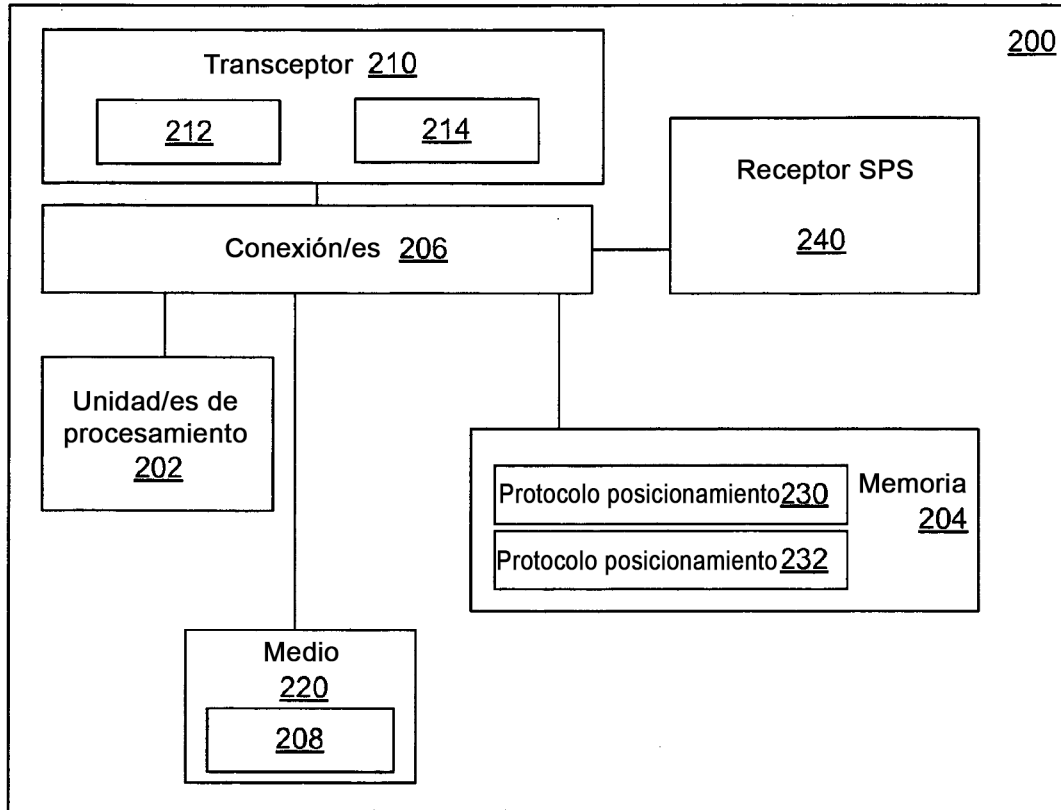 200
Transceptor 210
212
214
Receptor SPS
240
Conexión/es 206
Unidad/es de
procesamiento
202
Protocolo posicionamiento230
Protocolo posicionamiento232
Memoria
204
Medio
220
208